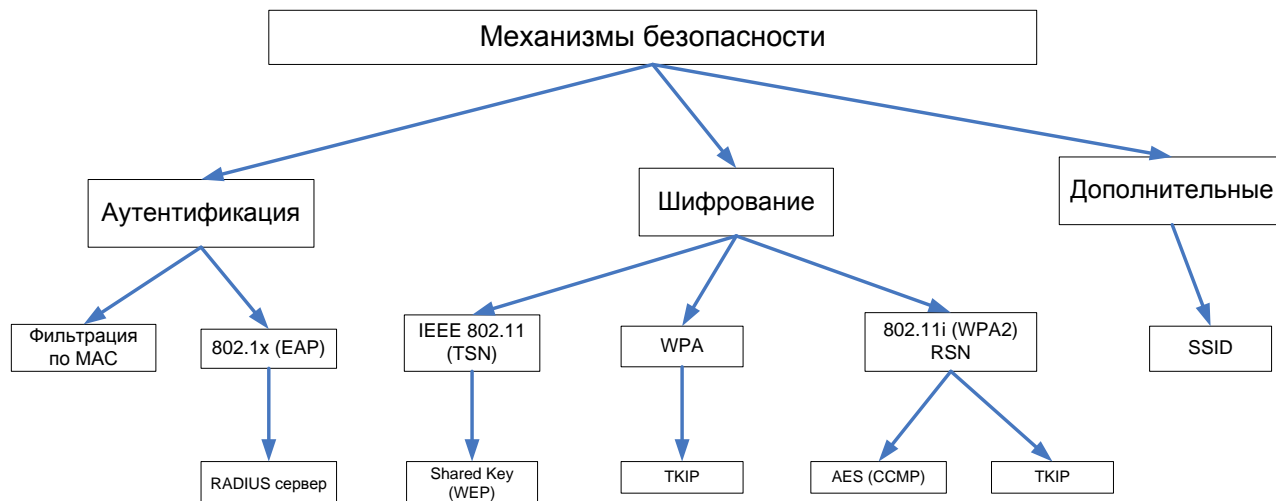 Механизмы безопасности
Аутентификация
Шифрование
Дополнительные
Фильтрация
по MAC
802.1x (EAP)
IEEE 802.11
(TSN)
WPA
802.11i (WPA2)
RSN
SSID
RADIUS сервер
Shared Key
(WEP)
TKIP
AES (CCMP)
TKIP